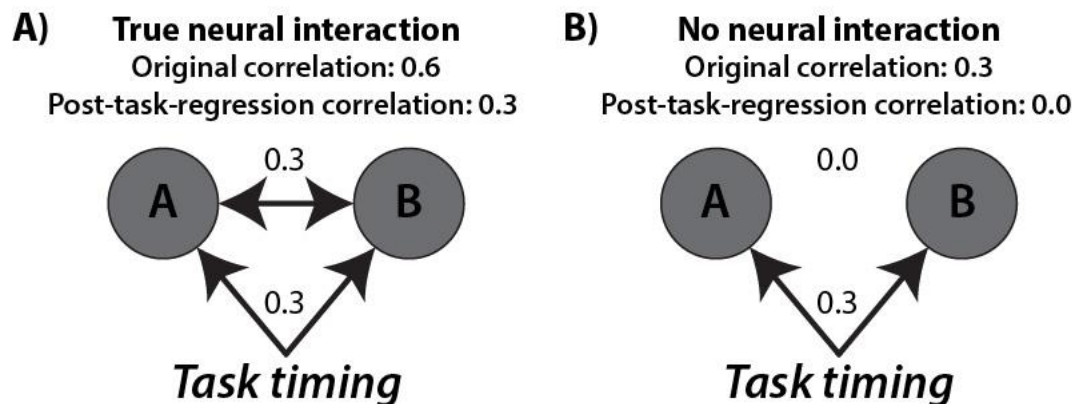 A) True neural interaction
Original correlation: 0.6
Post-task-regression correlation: 0.3
0.3
A B
0.3
Task timing
B) No neural interaction
Original correlation: 0.3
Post-task-regression correlation: 0.0
0.0
A B
0.3
Task timing